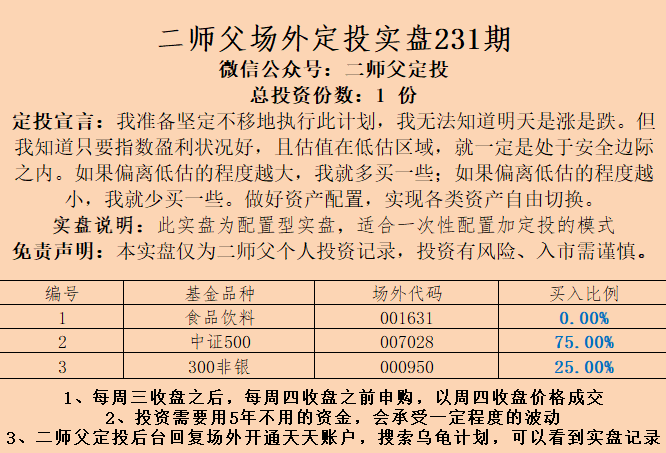 二师父场外定投实盘231期
微信公众号：二师父定投
总投资份数：1 份
定投宣言：我准备坚定不移地执行此计划，我无法知道明天是涨是跌。但
我知道只要指数盈利状况好，且估值在低估区域，就一定是处于安全边际
之内。如果偏离低估的程度越大，我就多买一些；如果偏离低估的程度越
小，我就少买一些。做好资产配置，实现各类资产自由切换。
实盘说明：此实盘为配置型实盘，适合一次性配置加定投的模式
免责声明：本实盘仅为二师父个人投资记录，投资有风险、入市需谨慎。
编号 基金品种 场外代码 买入比例
1 食品饮料 001631 0.00%
2 中证500 007028 75.00%
3 300非银 000950 25.00%
1、每周三收盘之后，每周四收盘之前申购，以周四收盘价格成交
2、投资需要用5年不用的资金，会承受一定程度的波动
3、二师父定投后台回复场外开通天天账户，搜索乌龟计划，可以看到实盘记录